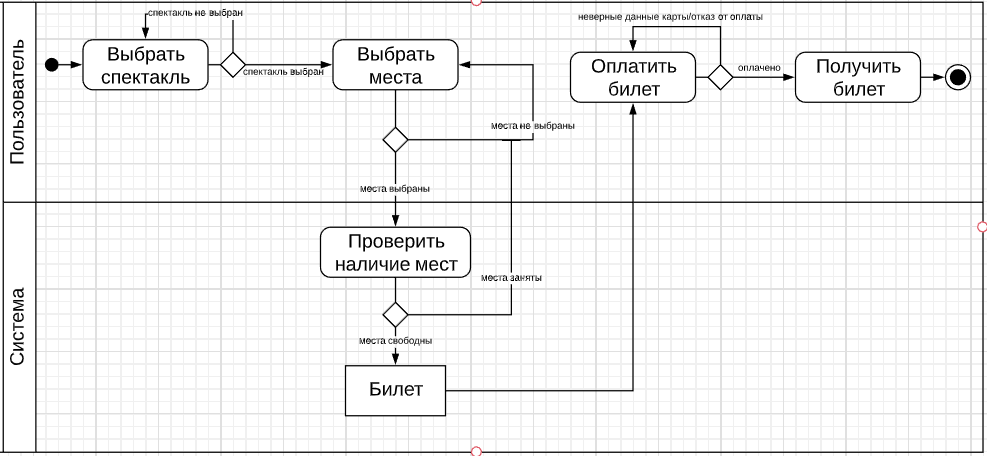 Пользователь
спектакль не выбран
Выбрать
спектакль
спектакль выбран
Выбрать
места
места не выбраны
места выбраны
неверные данные карты/отказ от оплаты
Оплатить
билет
оплачено
Получить
билет
Система
Проверить
наличие мест
места заняты
места свободны
Билет